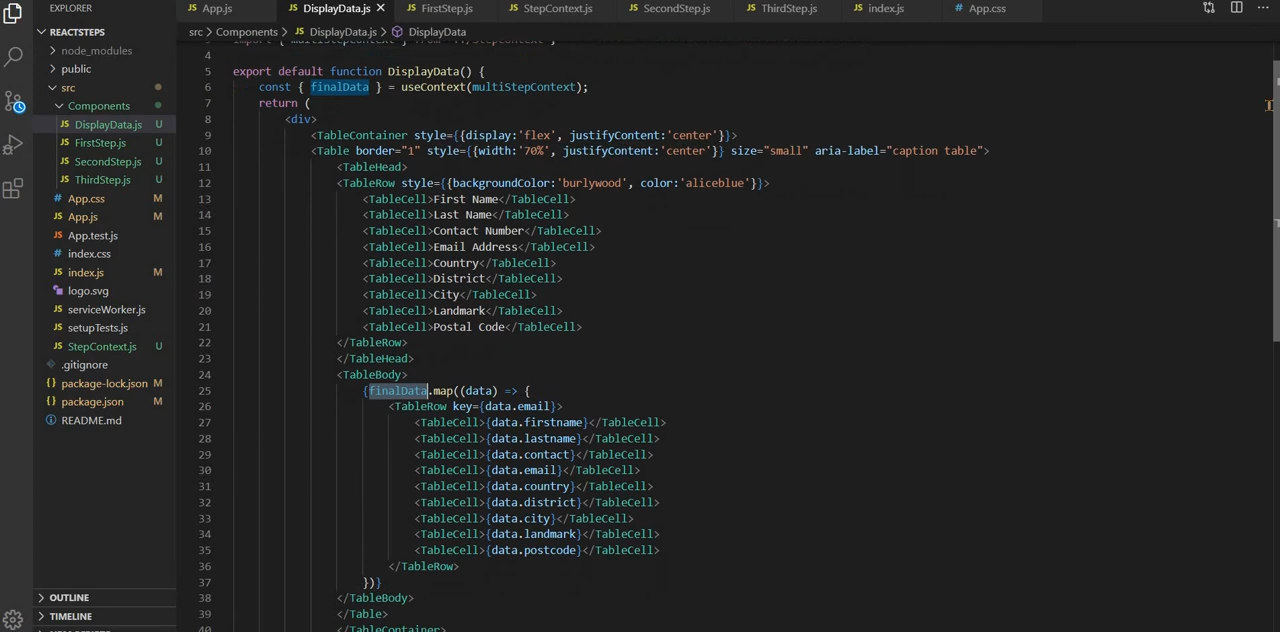 EXPLORER
App.js
DisplayData.js
FirstStep.js
StepContext.js
SecondStep.js
ThirdStep.js
index.js
App.css
REACTSTEPS
node_modules
public
src
Components
DisplayData.js U
FirstStep.js U
SecondStep.js U
ThirdStep.js U
App.css M
App.js M
App.test.js
index.css
index.js M
logo.svg
serviceWorker.js
setupTests.js
StepContext.js U
.gitignore
package-lock.json M
package.json M
README.md
OUTLINE
TIMELINE
src > Components > DisplayData.js > DisplayData
import { multiStepContext } from '../StepContext';
4
5 export default function DisplayData() {
6 const { finalData } = useContext(multiStepContext);
7 return (
8 <div>
9 <TableContainer style={{display:'flex', justifyContent:'center'}}>
10 <Table border="1" style={{width:'70%', justifyContent:'center'}} size="small" aria-label="caption table">
11 <TableHead>
12 <TableRow style={{backgroundColor:'burlywood', color:'aliceblue'}}>
13 <TableCell>First Name</TableCell>
14 <TableCell>Last Name</TableCell>
15 <TableCell>Contact Number</TableCell>
16 <TableCell>Email Address</TableCell>
17 <TableCell>Country</TableCell>
18 <TableCell>District</TableCell>
19 <TableCell>City</TableCell>
20 <TableCell>Landmark</TableCell>
21 <TableCell>Postal Code</TableCell>
22 </TableRow>
23 </TableHead>
24 <TableBody>
25 {finalData.map((data) => {
26 <TableRow key={data.email}>
27 <TableCell>{data.firstname}</TableCell>
28 <TableCell>{data.lastname}</TableCell>
29 <TableCell>{data.contact}</TableCell>
30 <TableCell>{data.email}</TableCell>
31 <TableCell>{data.country}</TableCell>
32 <TableCell>{data.district}</TableCell>
33 <TableCell>{data.city}</TableCell>
34 <TableCell>{data.landmark}</TableCell>
35 <TableCell>{data.postcode}</TableCell>
36 </TableRow>
37 })}
38 </TableBody>
39 </Table>
40 </TableContainer>